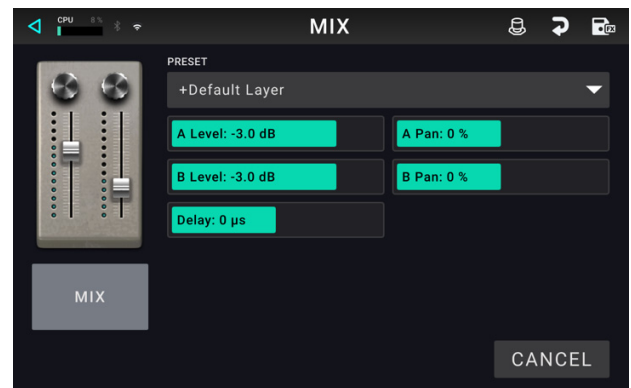 CPU 8 %
MIX
FX
PRESET
+Default Layer
A Level: -3.0 dB
A Pan: 0 %
B Level: -3.0 dB
B Pan: 0 %
Delay: 0 µs
MIX
CANCEL